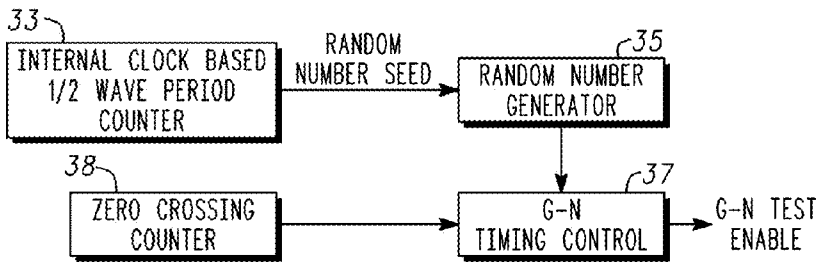 33
INTERNAL CLOCK BASED
1/2 WAVE PERIOD
COUNTER
RANDOM
NUMBER SEED
35
RANDOM NUMBER
GENERATOR
38
ZERO CROSSING
COUNTER
37
G-N
TIMING CONTROL
G-N TEST
ENABLE